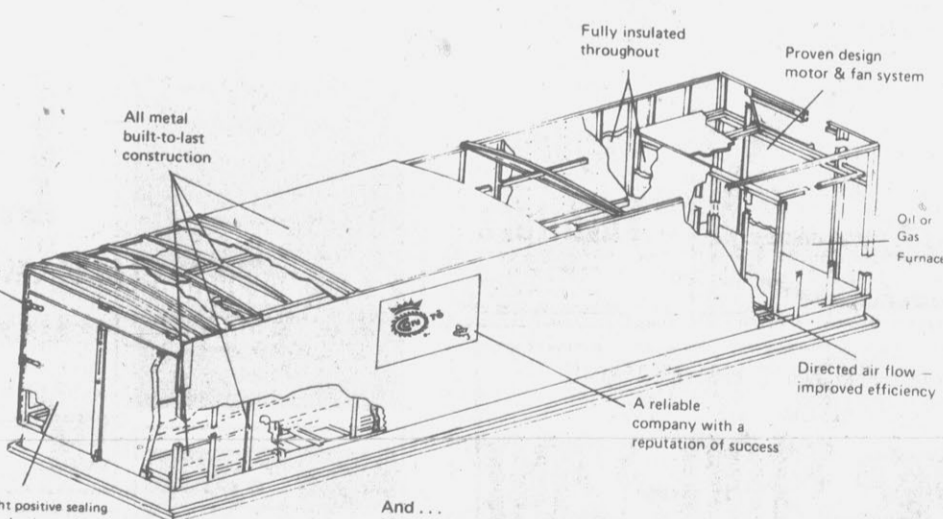 Fully insulated
throughout
Proven design
motor & fan system
All metal
built-to-last
construction
Oil or
Gas
Furnace
Directed air flow –
improved efficiency
A reliable
company with a
reputation of success
positive sealing
And ...